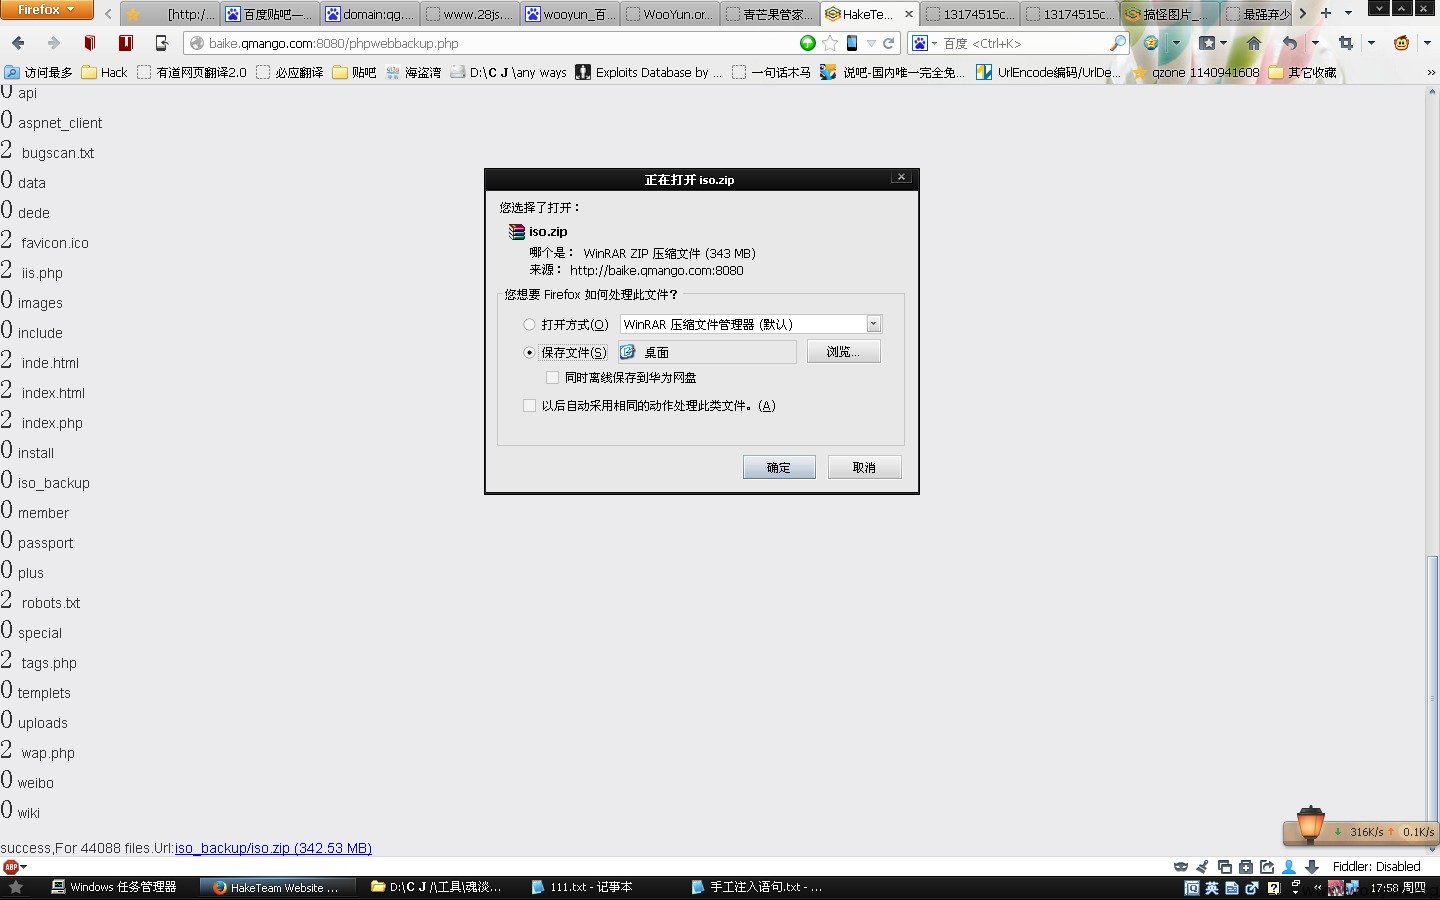 Firefox
[http:/...
百度贴吧—...
domain:qq....
www.28js....
wooyun_百...
WooYun.or...
青芒果管家...
HakeTe...
13174515c...
13174515c...
搞怪图片_...
最强弃少
baike.qmango.com:8080/phpwebbackup.php
百度 <Ctrl+K>
访问最多
Hack
有道网页翻译2.0
必应翻译
贴吧
海盗湾
D:\C J \any ways
Exploits Database by ...
一句话木马
说吧-国内唯一完全免...
UrlEncode编码/UrlDe...
qzone 1140941608
其它收藏
0 api
0 aspnet_client
2 bugscan.txt
0 data
0 dede
2 favicon.ico
2 iis.php
0 images
0 include
2 inde.html
2 index.html
2 index.php
0 install
0 iso_backup
0 member
0 passport
0 plus
2 robots.txt
0 special
2 tags.php
0 templets
0 uploads
2 wap.php
0 weibo
0 wiki
success,For 44088 files.Url:iso_backup/iso.zip (342.53 MB)
正在打开 iso.zip
您选择了打开：
iso.zip
哪个是： WinRAR ZIP 压缩文件 (343 MB)
来源： http://baike.qmango.com:8080
您想要 Firefox 如何处理此文件？
打开方式(O) WinRAR 压缩文件管理器 (默认)
保存文件(S) 桌面 浏览...
同时离线保存到华为网盘
以后自动采用相同的动作处理此类文件。(A)
确定 取消
316K/s 0.1K/s
ABP
Fiddler: Disabled
Windows 任务管理器
HakeTeam Website ...
D:\C J /\工具\魂淡...
111.txt - 记事本
手工注入语句.txt - ...
英
17:58 周四